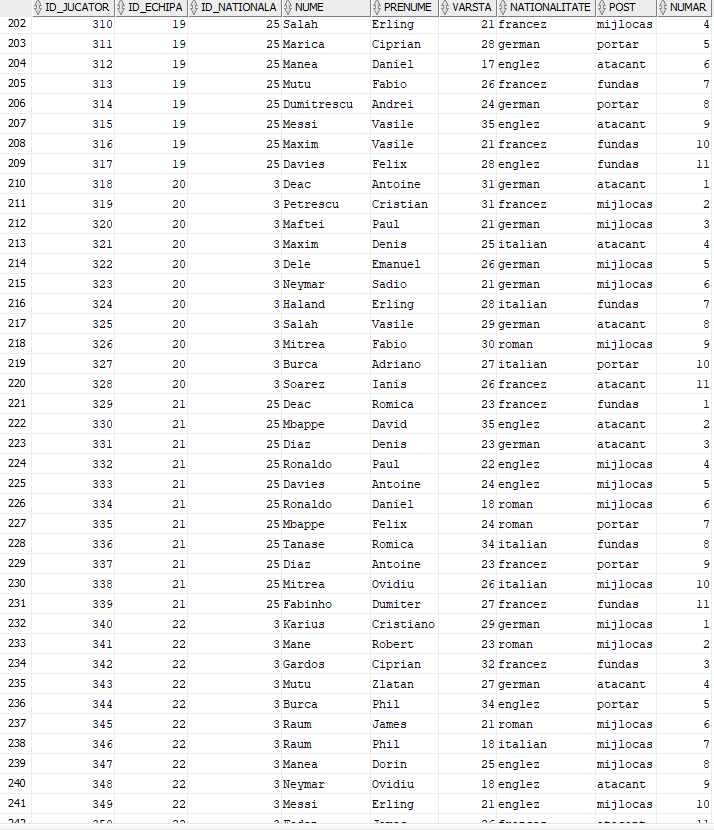 ID_JUCATOR ID_ECHIPA ID_NATIONALA NUME PRENUME VARSTA NATIONALITATE POST NUMAR
202 310 19 25 Salah Erling 21 francez mijlocas 4
203 311 19 25 Marica Ciprian 28 german portar 5
204 312 19 25 Manea Daniel 17 englez atacant 6
205 313 19 25 Mutu Fabio 26 francez fundas 7
206 314 19 25 Dumitrescu Andrei 24 german portar 8
207 315 19 25 Messi Vasile 35 englez atacant 9
208 316 19 25 Maxim Vasile 21 francez fundas 10
209 317 19 25 Davies Felix 28 englez fundas 11
210 318 20 3 Deac Antoine 31 german atacant 1
211 319 20 3 Petrescu Cristian 31 francez mijlocas 2
212 320 20 3 Maftei Paul 21 german mijlocas 3
213 321 20 3 Maxim Denis 25 italian atacant 4
214 322 20 3 Dele Emanuel 26 german mijlocas 5
215 323 20 3 Neymar Sadio 21 german mijlocas 6
216 324 20 3 Haland Erling 28 italian fundas 7
217 325 20 3 Salah Vasile 29 german atacant 8
218 326 20 3 Mitrea Fabio 30 roman mijlocas 9
219 327 20 3 Burca Adriano 27 italian portar 10
220 328 20 3 Soarez Ianis 26 francez atacant 11
221 329 21 25 Deac Romica 23 francez fundas 1
222 330 21 25 Mbappe David 35 englez atacant 2
223 331 21 25 Diaz Denis 23 german atacant 3
224 332 21 25 Ronaldo Paul 22 englez mijlocas 4
225 333 21 25 Davies Antoine 24 englez mijlocas 5
226 334 21 25 Ronaldo Daniel 18 roman mijlocas 6
227 335 21 25 Mbappe Felix 24 roman portar 7
228 336 21 25 Tanase Romica 34 italian fundas 8
229 337 21 25 Diaz Antoine 23 francez portar 9
230 338 21 25 Mitrea Ovidiu 26 italian mijlocas 10
231 339 21 25 Fabinho Dumiter 27 francez fundas 11
232 340 22 3 Karius Cristiano 29 german mijlocas 1
233 341 22 3 Mane Robert 23 roman mijlocas 2
234 342 22 3 Gardos Ciprian 32 francez fundas 3
235 343 22 3 Mutu Zlatan 27 german atacant 4
236 344 22 3 Burca Phil 34 englez portar 5
237 345 22 3 Raum James 21 roman mijlocas 6
238 346 22 3 Raum Phil 18 italian mijlocas 7
239 347 22 3 Manea Dorin 25 englez mijlocas 8
240 348 22 3 Neymar Ovidiu 18 englez atacant 9
241 349 22 3 Messi Erling 21 englez mijlocas 10